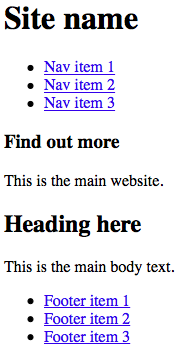 Site name
Nav item 1
Nav item 2
Nav item 3
Find out more
This is the main website.
Heading here
This is the main body text.
Footer item 1
Footer item 2
Footer item 3